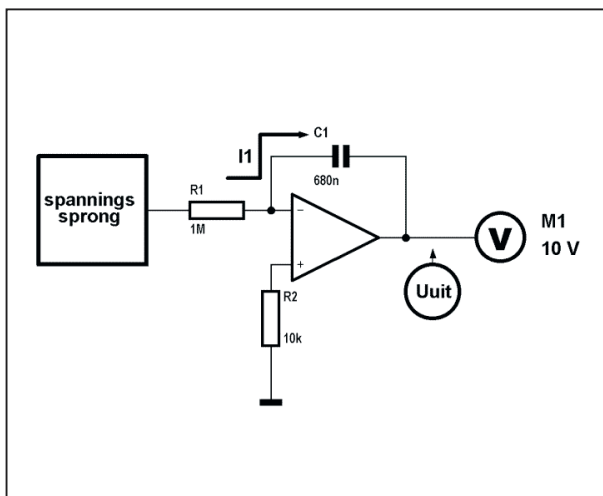 I1
C1
680n
spannings
sprong
R1
1M
−
+
R2
10k
V
M1
10 V
Uuit